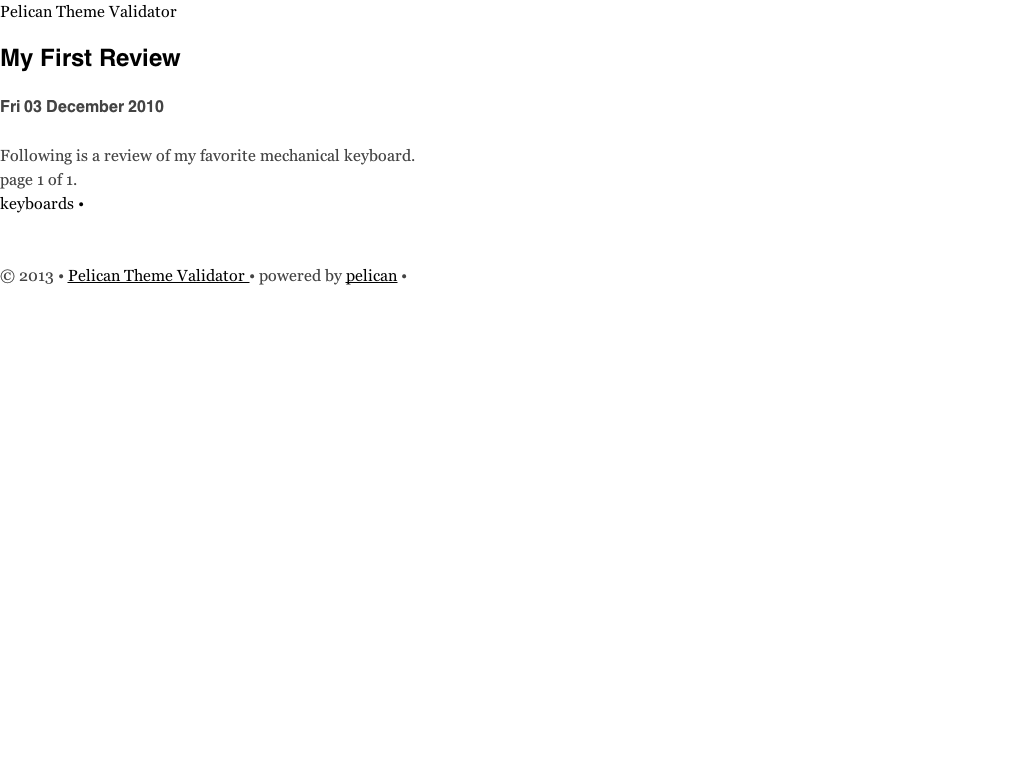 Pelican Theme Validator
My First Review
Fri 03 December 2010
Following is a review of my favorite mechanical keyboard.
page 1 of 1.
keyboards •
© 2013 • Pelican Theme Validator • powered by pelican •